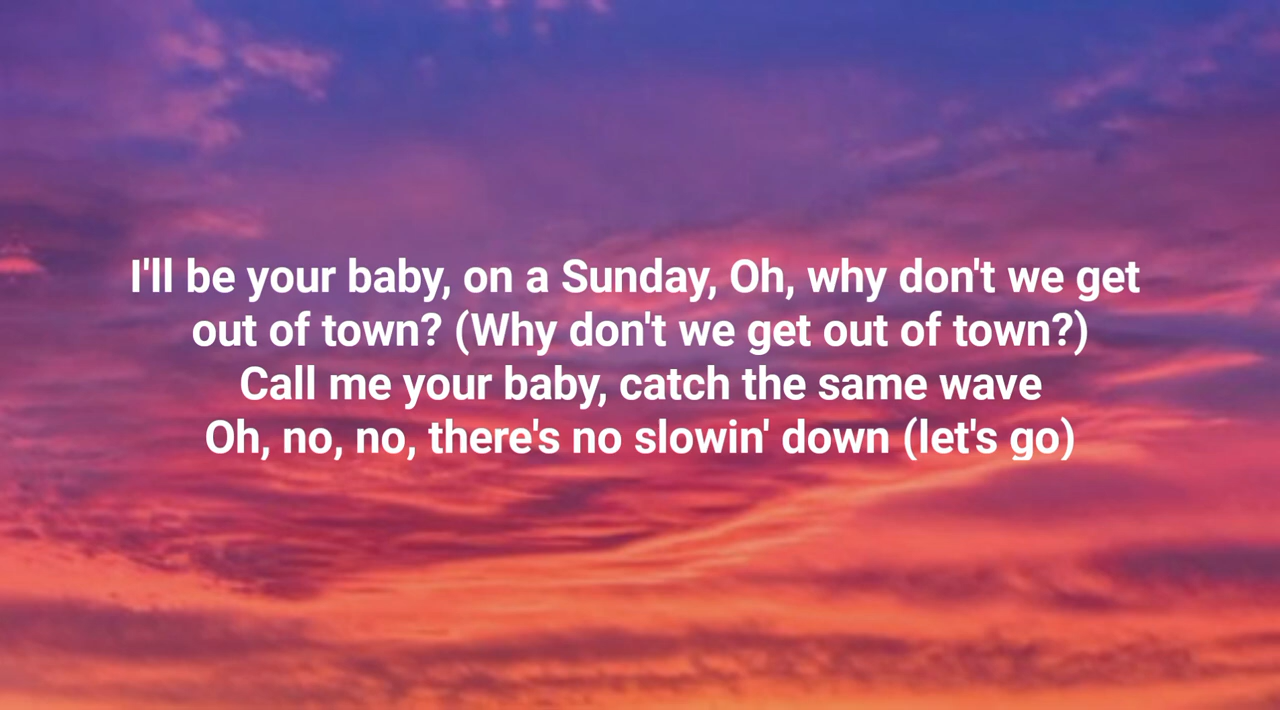 I'll be your baby, on a Sunday, Oh, why don't we get
out of town? (Why don't we get out of town?)
Call me your baby, catch the same wave
Oh, no, no, there's no slowin' down (let's go)